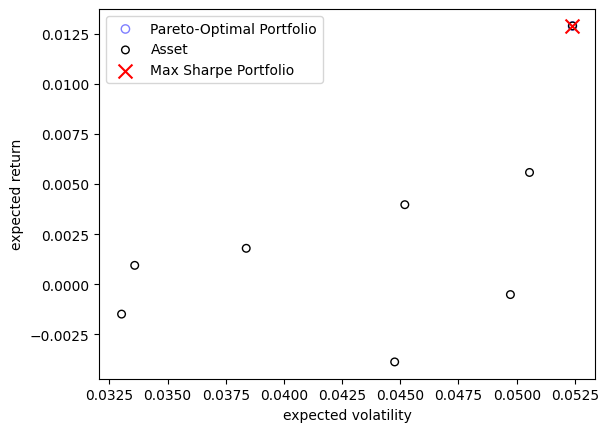 Pareto-Optimal Portfolio
Asset
Max Sharpe Portfolio
expected return
0.0125
0.0100
0.0075
0.0050
0.0025
0.0000
−0.0025
0.0325 0.0350 0.0375 0.0400 0.0425 0.0450 0.0475 0.0500 0.0525
expected volatility